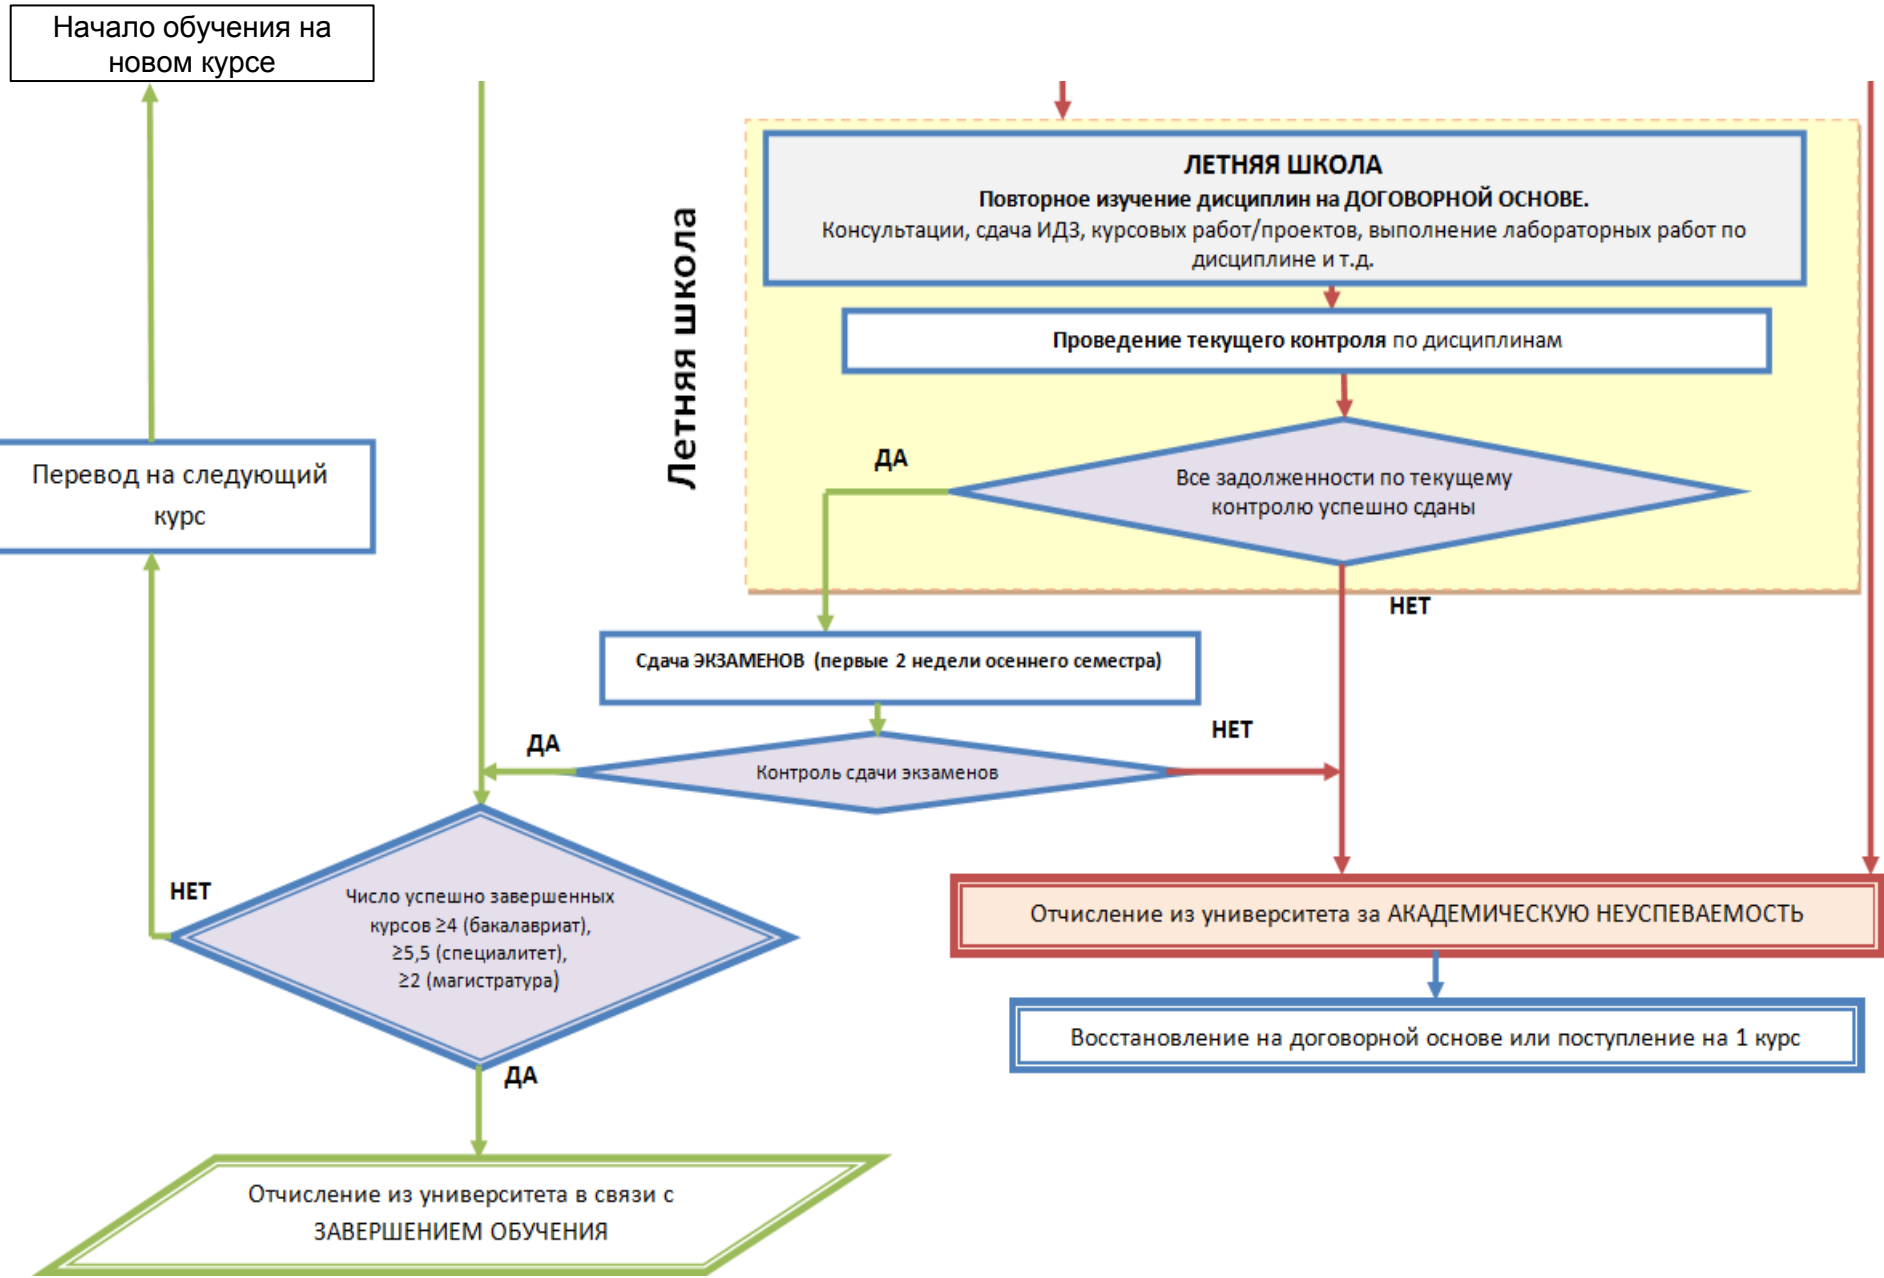 Начало обучения на
новом курсе
ЛЕТНЯЯ ШКОЛА
Повторное изучение дисциплин на ДОГОВОРНОЙ ОСНОВЕ.
Консультации, сдача ИДЗ, курсовых работ/проектов, выполнение лабораторных работ по
дисциплине и т.д.
Летняя школа
Проведение текущего контроля по дисциплинам
ДА
Все задолженности по текущему
контролю успешно сданы
Перевод на следующий
курс
НЕТ
Сдача ЭКЗАМЕНОВ (первые 2 недели осеннего семестра)
ДА
НЕТ
Контроль сдачи экзаменов
НЕТ
Число успешно завершенных
курсов ≥4 (бакалавриат),
≥5,5 (специалитет),
≥2 (магистратура)
Отчисление из университета за АКАДЕМИЧЕСКУЮ НЕУСПЕВАЕМОСТЬ
Восстановление на договорной основе или поступление на 1 курс
ДА
Отчисление из университета в связи с
ЗАВЕРШЕНИЕМ ОБУЧЕНИЯ